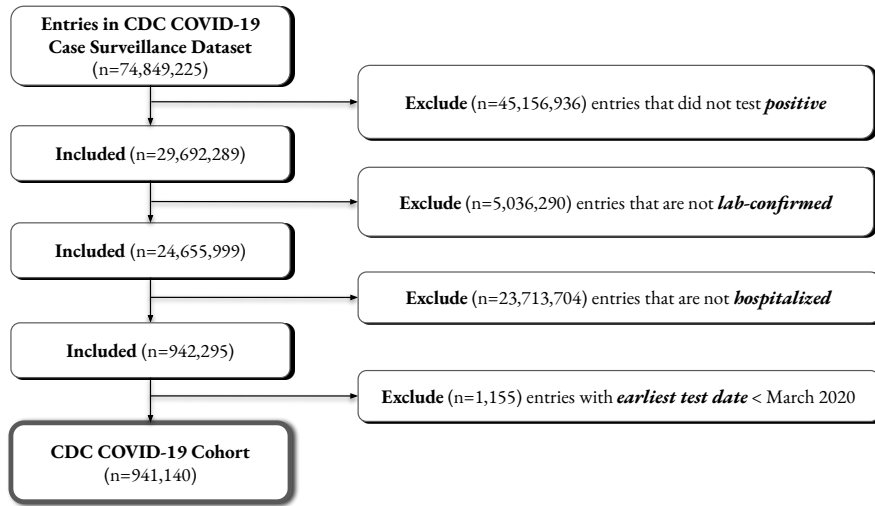 Entries in CDC COVID-19
Case Surveillance Dataset
(n=74,849,225)
Exclude (n=45,156,936) entries that did not test positive
Included (n=29,692,289)
Exclude (n=5,036,290) entries that are not lab-confirmed
Included (n=24,655,999)
Exclude (n=23,713,704) entries that are not hospitalized
Included (n=942,295)
Exclude (n=1,155) entries with earliest test date < March 2020
CDC COVID-19 Cohort
(n=941,140)